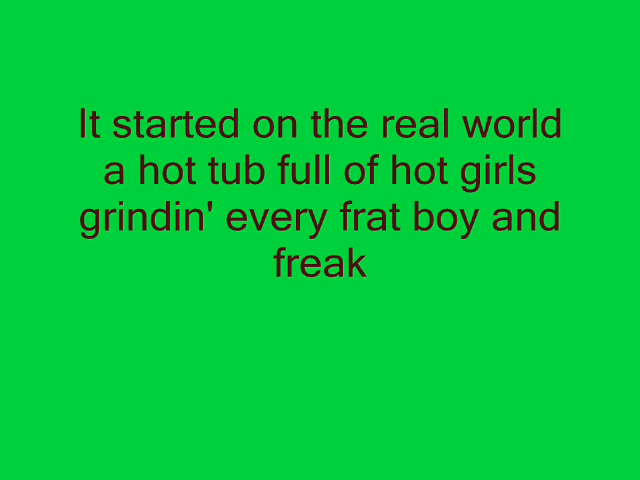 It started on the real world
a hot tub full of hot girls
grindin' every frat boy and
freak